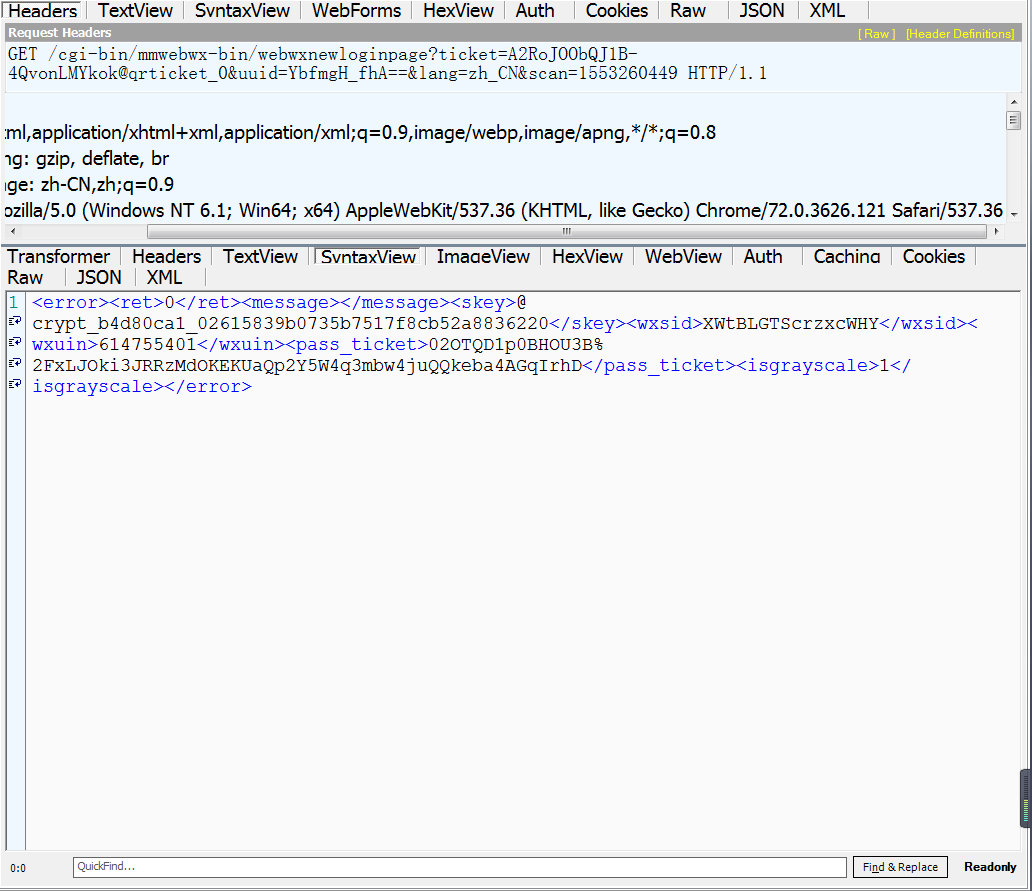 Headers TextView SyntaxView WebForms HexView Auth Cookies Raw JSON XML
Request Headers [ Raw ] [Header Definitions]
GET /cgi-bin/mmwebwx-bin/webwxnewloginpage?ticket=A2RoJOObQJ1B-
4QvonLMYkok@qrticket_0&uuid=YbfmgH_fhA==&lang=zh_CN&scan=1553260449 HTTP/1.1
ml,application/xhtml+xml,application/xml;q=0.9,image/webp,image/apng,*/*;q=0.8
ng: gzip, deflate, br
age: zh-CN,zh;q=0.9
ozilla/5.0 (Windows NT 6.1; Win64; x64) AppleWebKit/537.36 (KHTML, like Gecko) Chrome/72.0.3626.121 Safari/537.36
Transformer Headers TextView SyntaxView ImageView HexView WebView Auth Caching Cookies
Raw JSON XML
1 <error><ret>0</ret><message></message><skey>@
crypt_b4d80ca1_02615839b0735b7517f8cb52a8836220</skey><wxsid>XWtBLGTScrzxcWHY</wxsid><
wxuin>614755401</wxuin><pass_ticket>02OTQD1p0BHOU3B%
2FxLJOki3JRRzMdOKEKUaQp2Y5W4q3mbw4juQQkeba4AGqIrhD</pass_ticket><isgrayscale>1</
isgrayscale></error>
0:0 QuickFind... Find & Replace Readonly